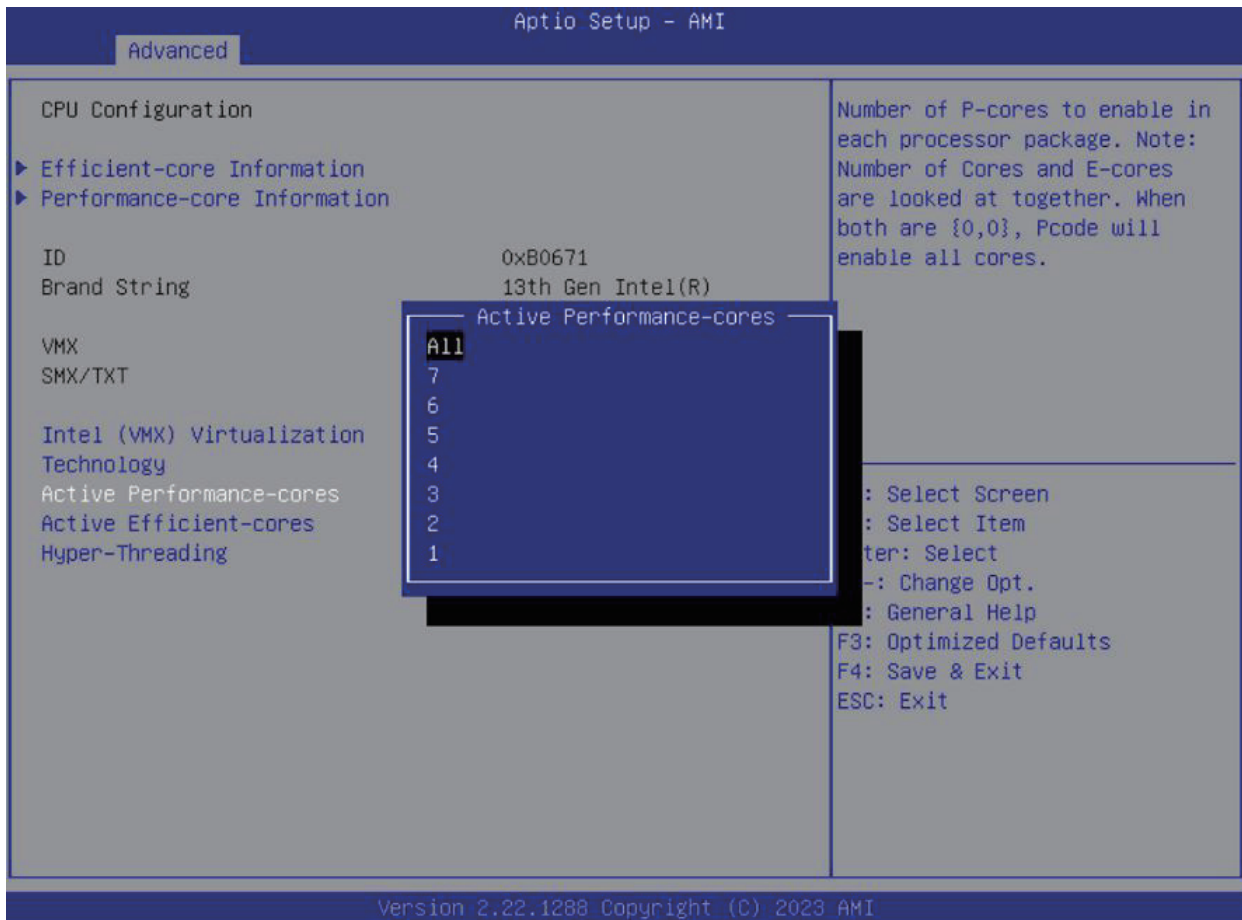 Aptio Setup – AMI
Advanced
CPU Configuration
Efficient-core Information
Performance-core Information
ID 0xB0671
Brand String 13th Gen Intel(R)
VMX
SMX/TXT
Intel (VMX) Virtualization
Technology
Active Performance-cores
Active Efficient-cores
Hyper-Threading
Active Performance-cores
All
7
6
5
4
3
2
1
Number of P-cores to enable in
each processor package. Note:
Number of Cores and E-cores
are looked at together. When
both are {0,0}, Pcode will
enable all cores.
: Select Screen
: Select Item
ter: Select
-: Change Opt.
: General Help
F3: Optimized Defaults
F4: Save & Exit
ESC: Exit
Version 2.22.1288 Copyright (C) 2023 AMI